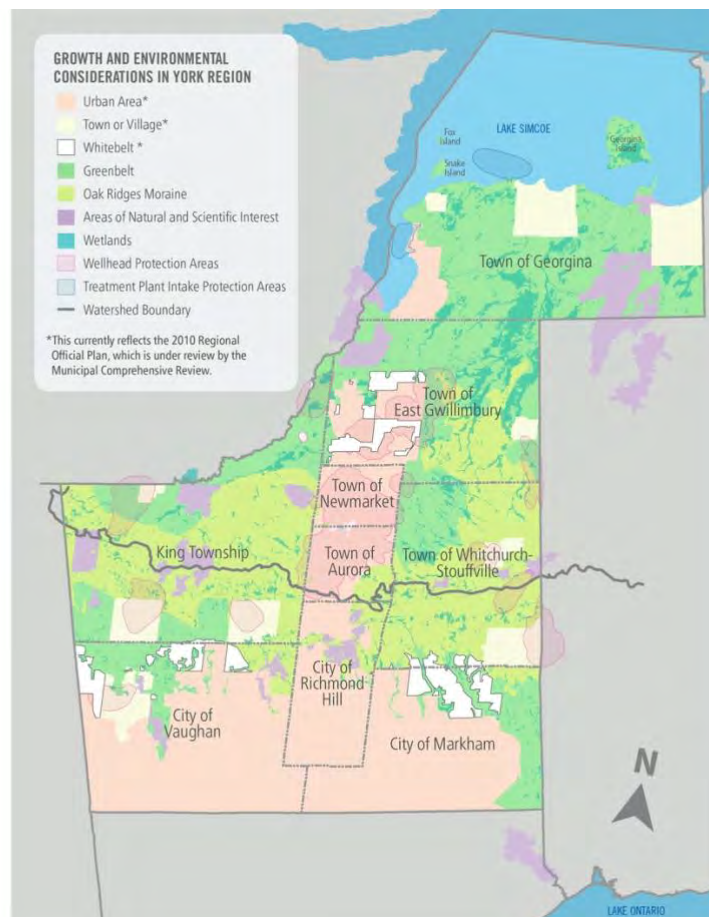 GROWTH AND ENVIRONMENTAL
CONSIDERATIONS IN YORK REGION
Urban Area*
Town or Village*
Whitebelt *
Greenbelt
Oak Ridges Moraine
Areas of Natural and Scientific Interest
Wetlands
Wellhead Protection Areas
Treatment Plant Intake Protection Areas
Watershed Boundary
*This currently reflects the 2010 Regional
Official Plan, which is under review by the
Municipal Comprehensive Review.
LAKE SIMCOE
Fox
Island
Snake
Island
Georgina
Island
Town of Georgina
Town of
East Gwillimbury
Town of
Newmarket
King Township
Town of
Aurora
Town of Whitchurch-
Stouffville
City of
Richmond
Hill
City of
Vaughan
City of Markham
N
LAKE ONTARIO